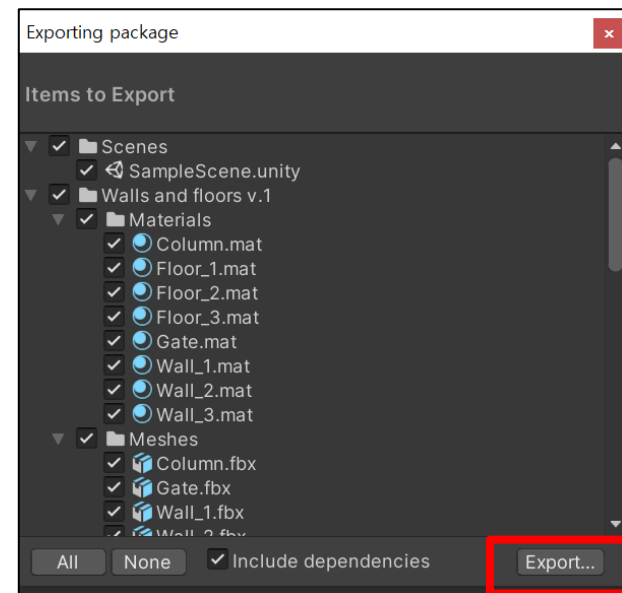 Exporting package
Items to Export
Scenes
SampleScene.unity
Walls and floors v.1
Materials
Column.mat
Floor_1.mat
Floor_2.mat
Floor_3.mat
Gate.mat
Wall_1.mat
Wall_2.mat
Wall_3.mat
Meshes
Column.fbx
Gate.fbx
Wall_1.fbx
Wall_2.fbx
All None Include dependencies Export...